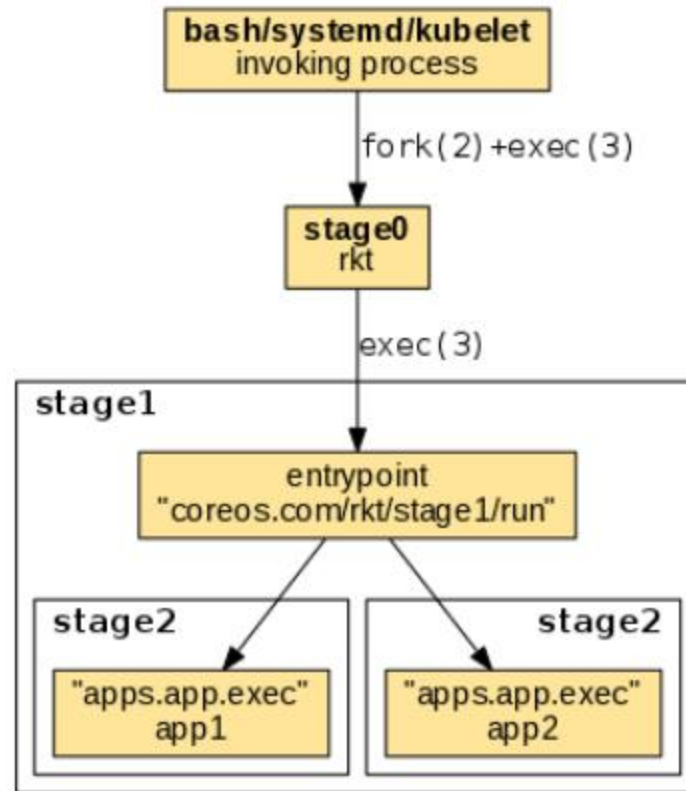 bash/systemd/kubelet
invoking process
fork(2)+exec(3)
stage0
rkt
exec(3)
stage1
entrypoint
"coreos.com/rkt/stage1/run"
stage2
stage2
"apps.app.exec"
app1
"apps.app.exec"
app2